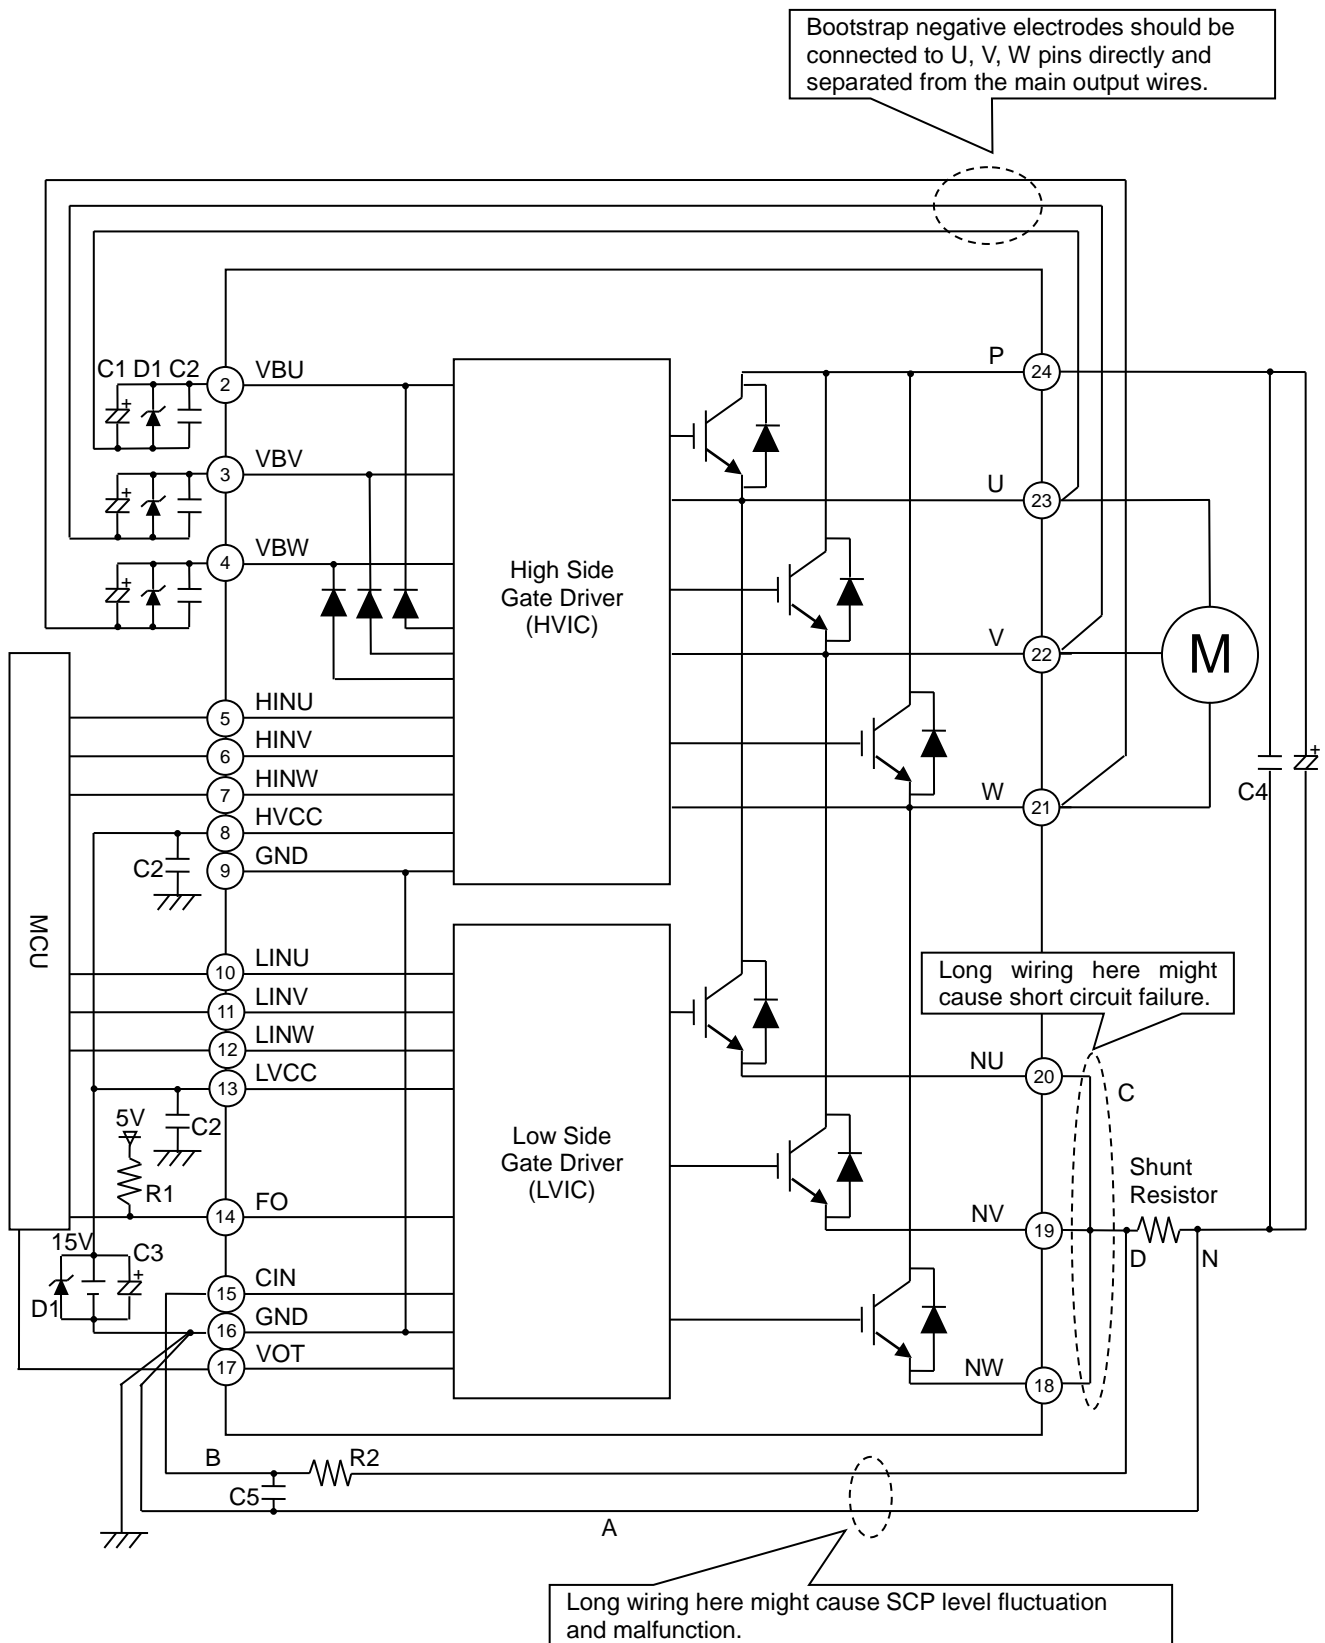 Bootstrap negative electrodes should be
connected to U, V, W pins directly and
separated from the main output wires.
C1 D1 C2
2
VBU
P
24
3
VBV
U
23
4
VBW
High Side
Gate Driver
(HVIC)
V
22
M
5
HINU
6
HINV
7
HINW
W
21
C4
8
HVCC
C2
9
GND
MCU
10
LINU
11
LINV
12
LINW
13
LVCC
Long wiring here might
cause short circuit failure.
NU
20
C
5V
C2
R1
Low Side
Gate Driver
(LVIC)
Shunt
Resistor
14
FO
NV
19
D
N
15V
C3
D1
15
CIN
16
GND
17
VOT
NW
18
B
R2
C5
A
Long wiring here might cause SCP level fluctuation
and malfunction.
+
+
+
+
+